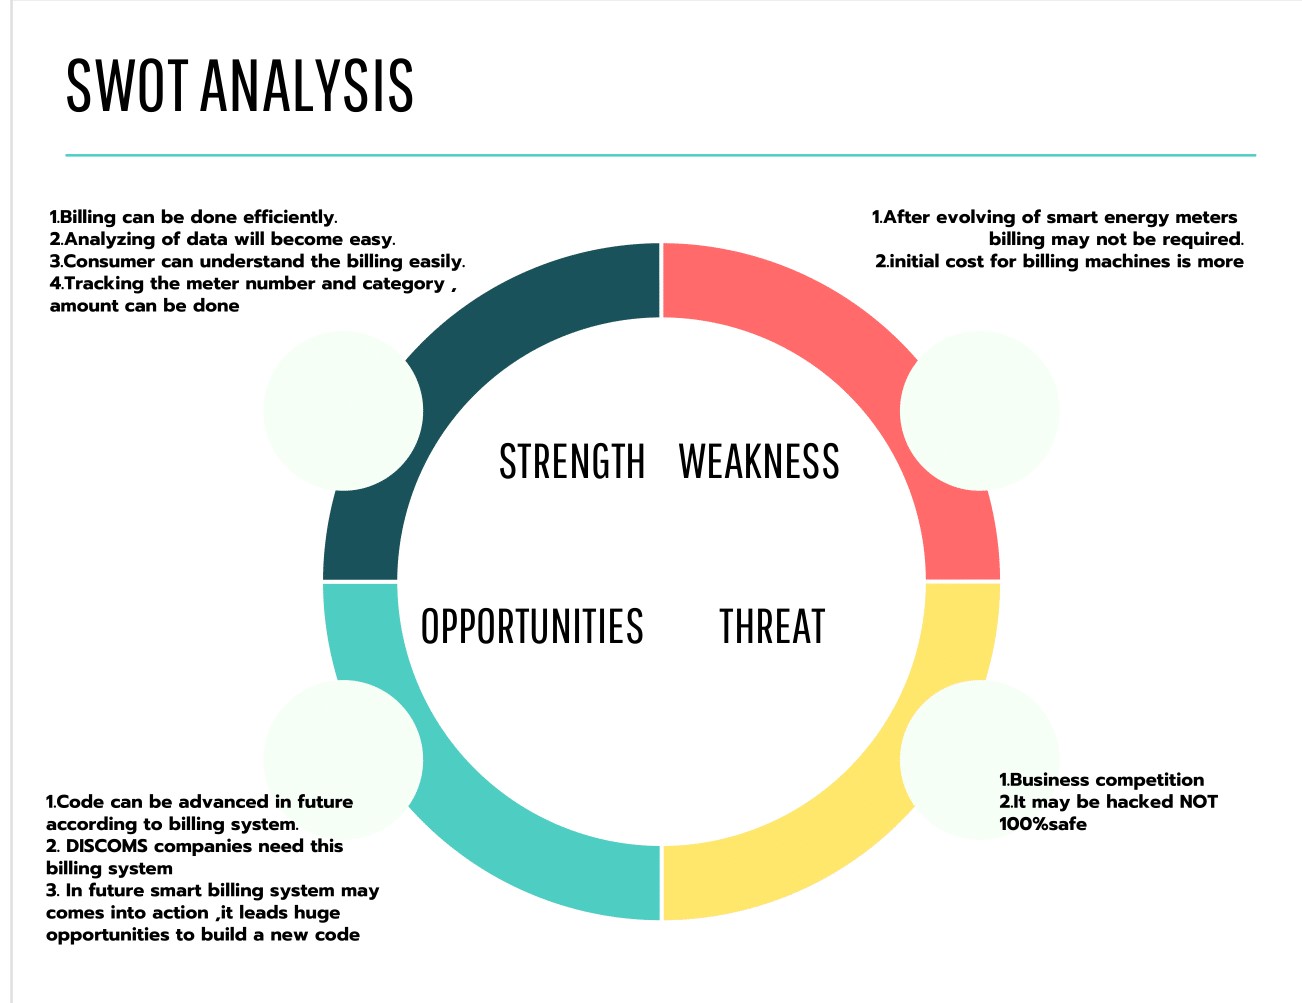 SWOT ANALYSIS
1.Billing can be done efficiently.
2.Analyzing of data will become easy.
3.Consumer can understand the billing easily.
4.Tracking the meter number and category ,
amount can be done
1.After evolving of smart energy meters
billing may not be required.
2.initial cost for billing machines is more
STRENGTH
WEAKNESS
OPPORTUNITIES
THREAT
1.Code can be advanced in future
according to billing system.
2. DISCOMS companies need this
billing system
3. In future smart billing system may
comes into action ,it leads huge
opportunities to build a new code
1.Business competition
2.It may be hacked NOT
100%safe